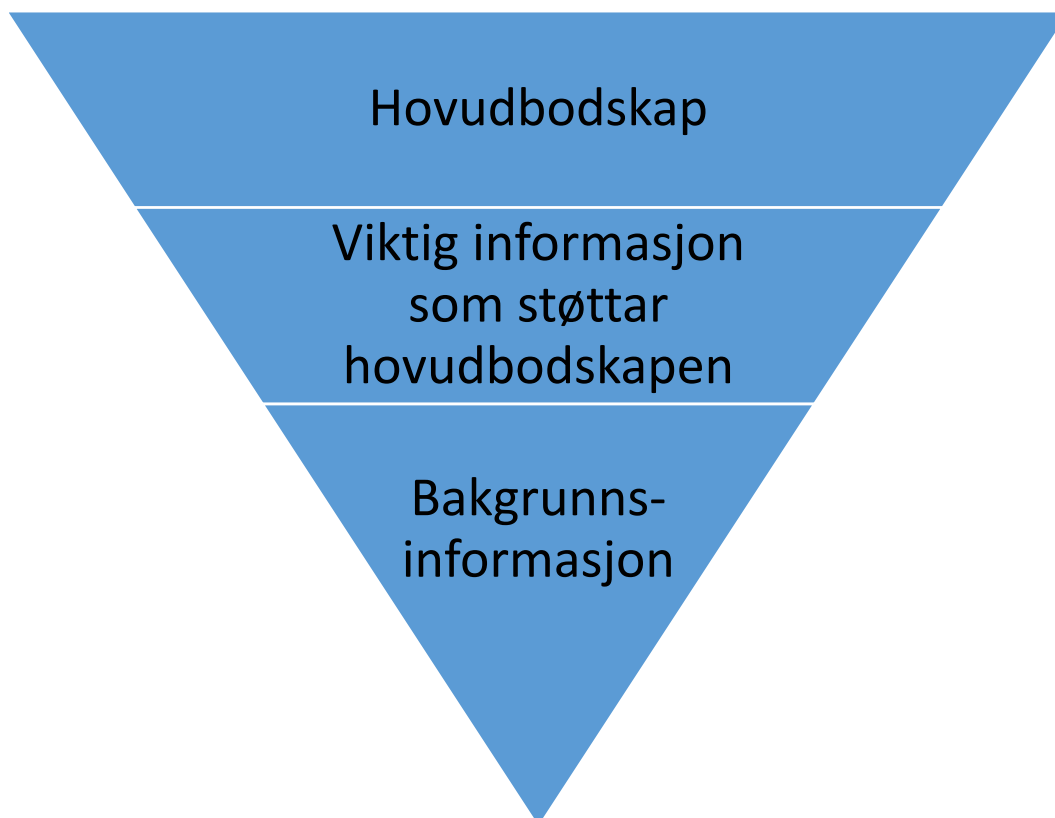 Hovudbodskap
Viktig informasjon
som støttar
hovudbodskapen
Bakgrunns-
informasjon